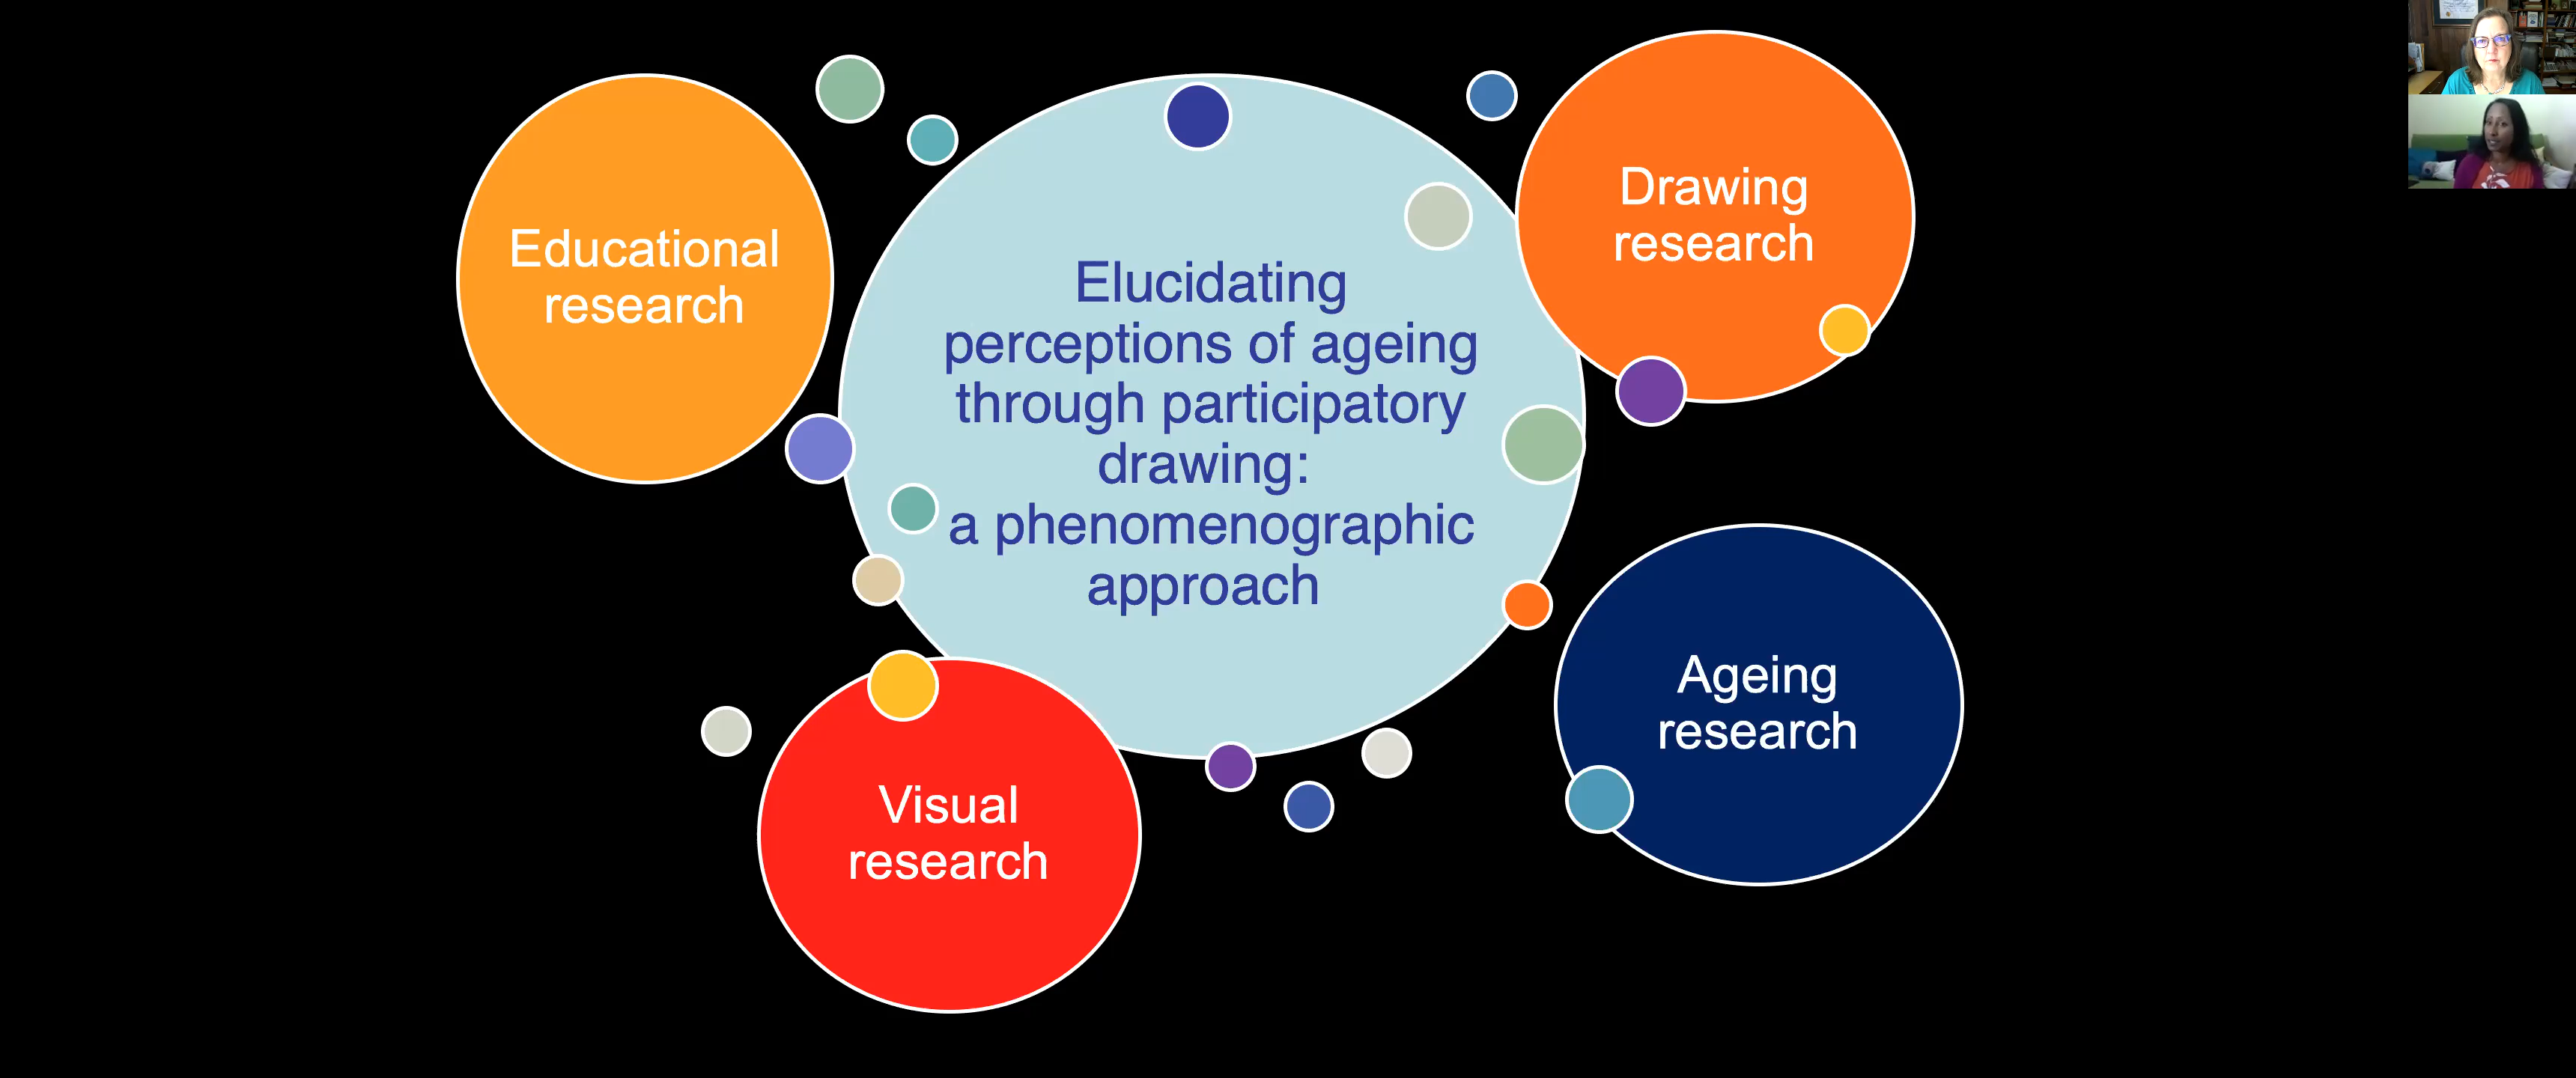 Educational
research
Elucidating
perceptions of ageing
through participatory
drawing:
a phenomenographic
approach
Drawing
research
Ageing
research
Visual
research